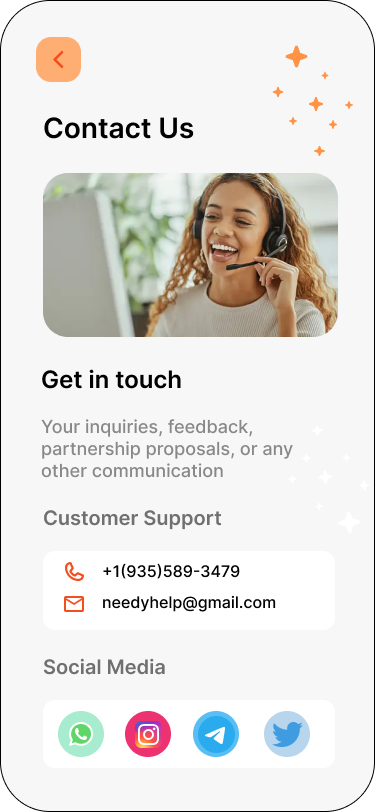 Contact Us
Get in touch
Your inquiries, feedback,
partnership proposals, or any
other communication
Customer Support
+1(935)589-3479
needyhelp@gmail.com
Social Media